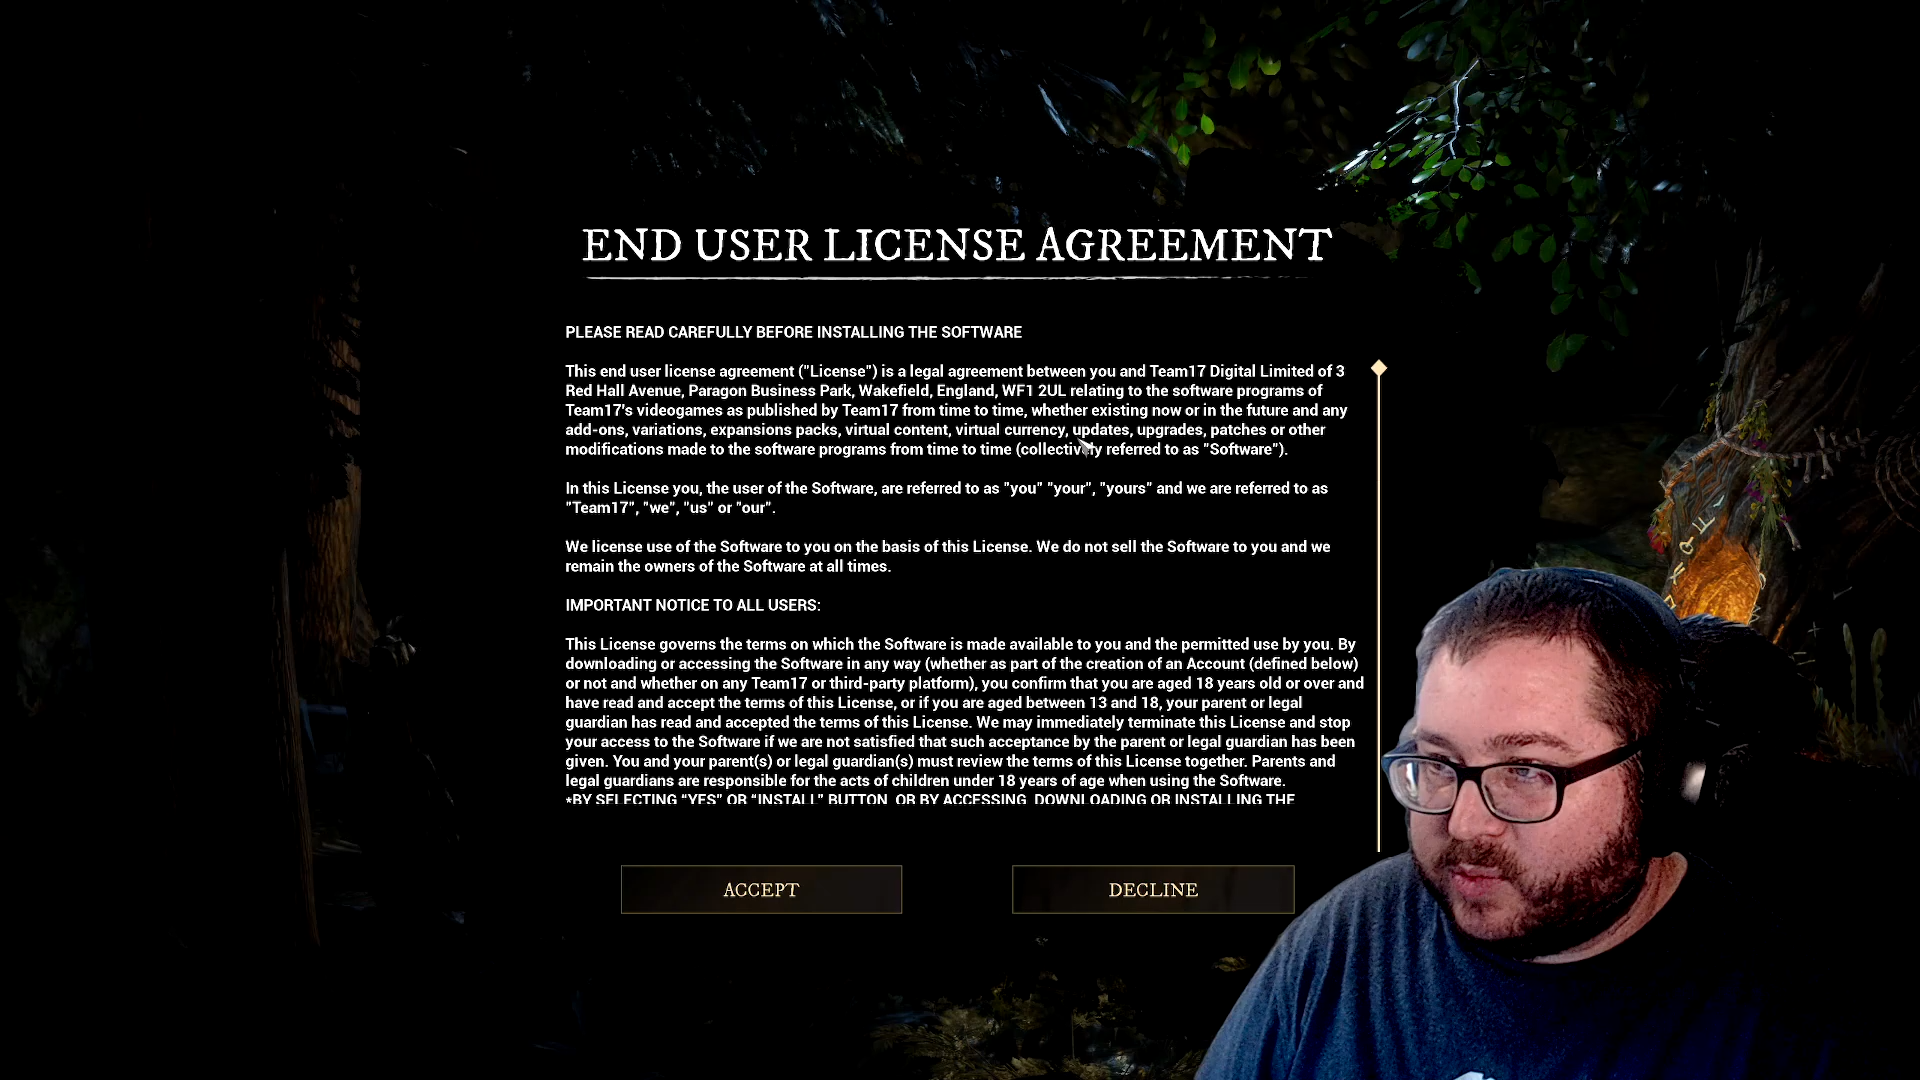 END USER LICENSE AGREEMENT
PLEASE READ CAREFULLY BEFORE INSTALLING THE SOFTWARE
This end user license agreement ("License") is a legal agreement between you and Team17 Digital Limited of 3
Red Hall Avenue, Paragon Business Park, Wakefield, England, WF1 2UL relating to the software programs of
Team17's videogames as published by Team17 from time to time, whether existing now or in the future and any
add-ons, variations, expansions packs, virtual content, virtual currency, updates, upgrades, patches or other
modifications made to the software programs from time to time (collectively referred to as "Software").
In this License you, the user of the Software, are referred to as "you" "your", "yours" and we are referred to as
"Team17", "we", "us" or "our".
We license use of the Software to you on the basis of this License. We do not sell the Software to you and we
remain the owners of the Software at all times.
IMPORTANT NOTICE TO ALL USERS:
This License governs the terms on which the Software is made available to you and the permitted use by you. By
downloading or accessing the Software in any way (whether as part of the creation of an Account (defined below)
or not and whether on any Team17 or third-party platform), you confirm that you are aged 18 years old or over and
have read and accept the terms of this License, or if you are aged between 13 and 18, your parent or legal
guardian has read and accepted the terms of this License. We may immediately terminate this License and stop
your access to the Software if we are not satisfied that such acceptance by the parent or legal guardian has been
given. You and your parent(s) or legal guardian(s) must review the terms of this License together. Parents and
legal guardians are responsible for the acts of children under 18 years of age when using the Software.
*BY SELECTING “YES” OR “INSTALL” BUTTON, OR BY ACCESSING, DOWNLOADING OR INSTALLING THE
ACCEPT
DECLINE